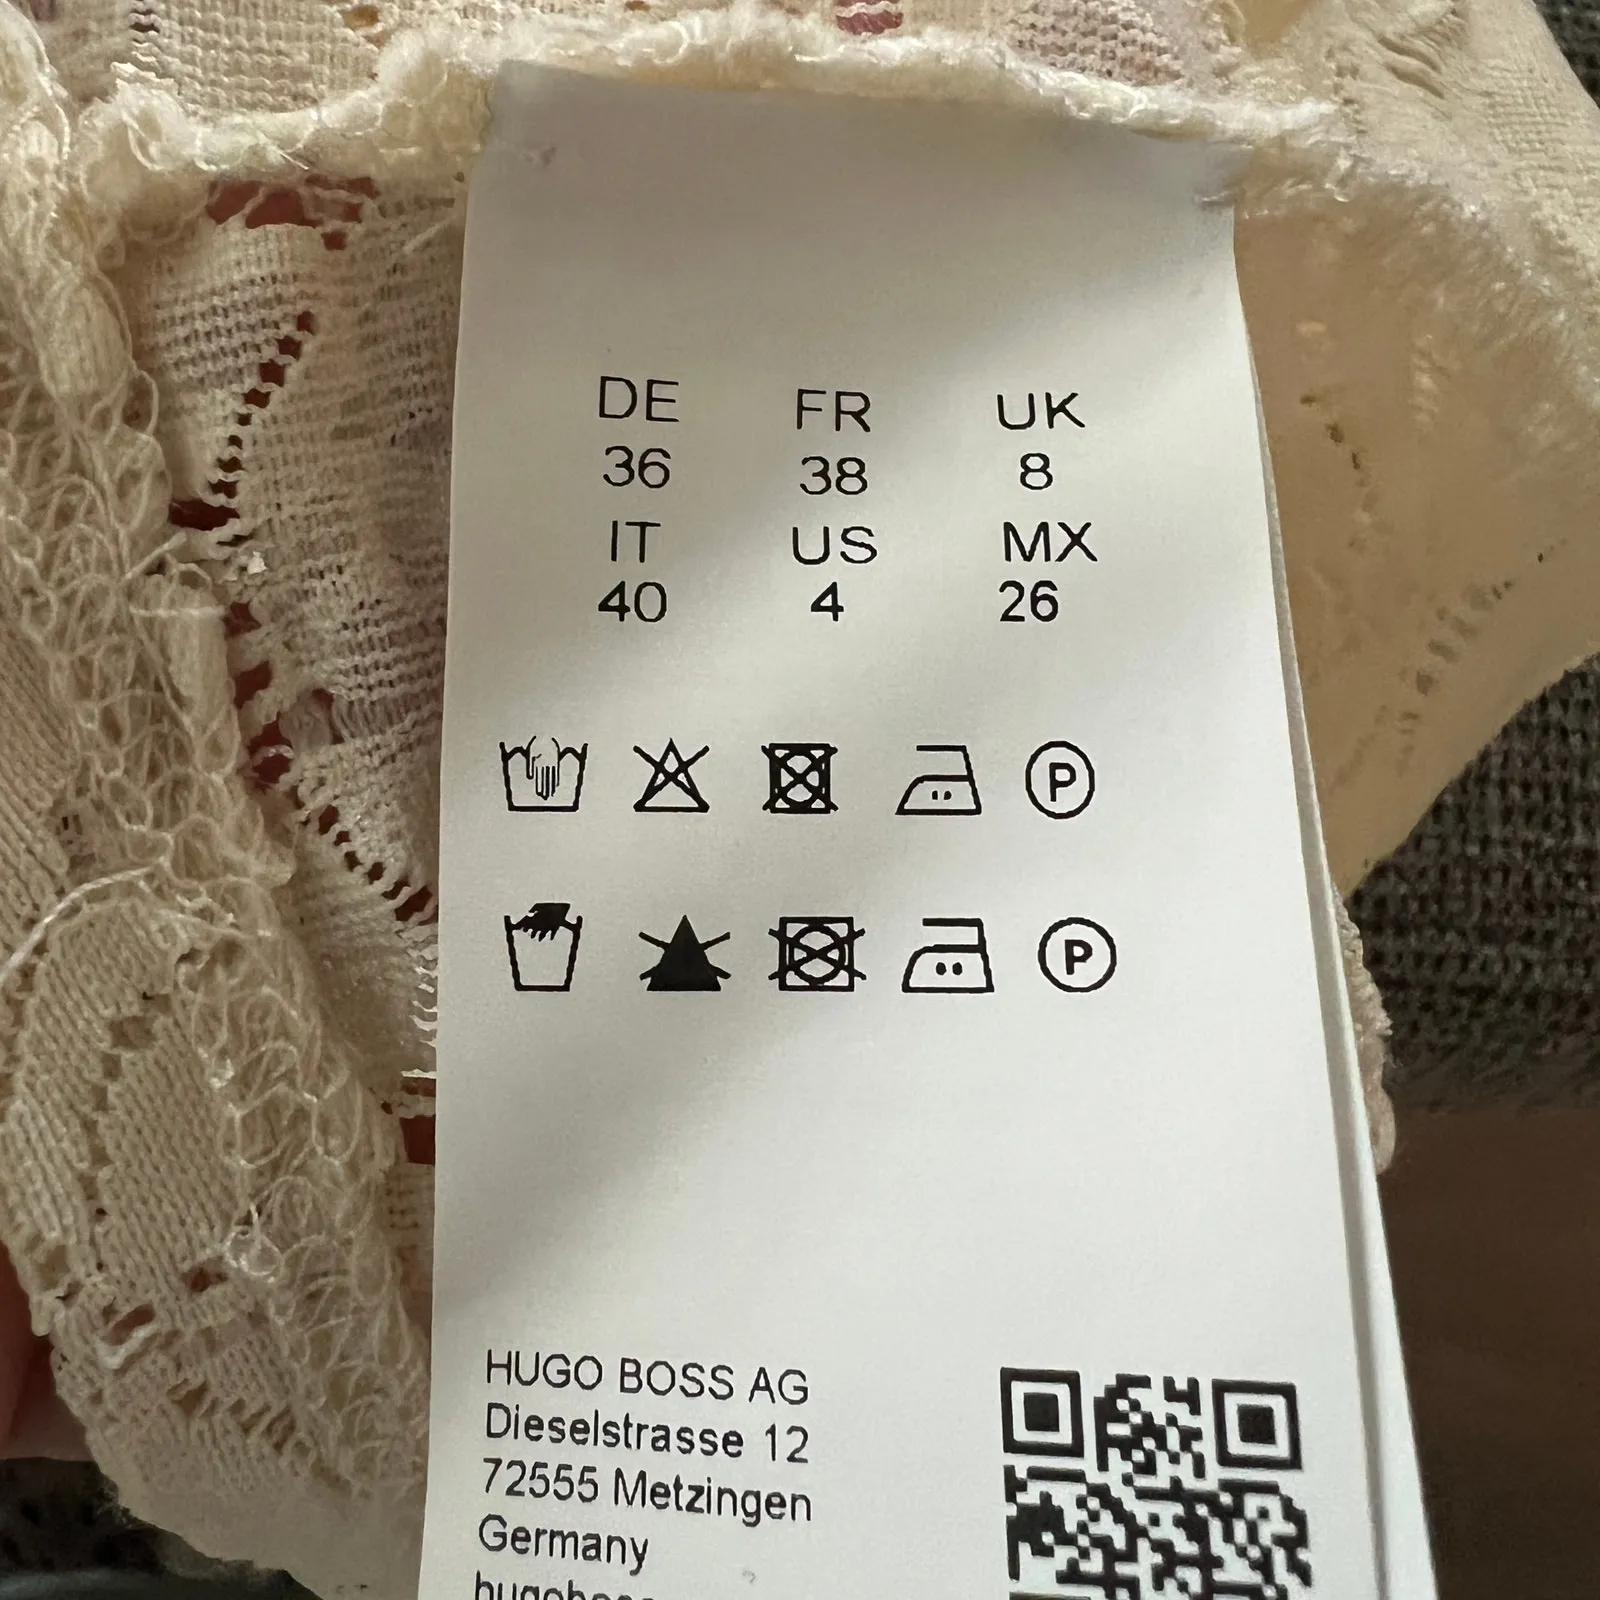 DE FR UK
36 38 8
IT US MX
40 4 26
P
P
HUGO BOSS AG
Dieselstrasse 12
72555 Metzingen
Germany